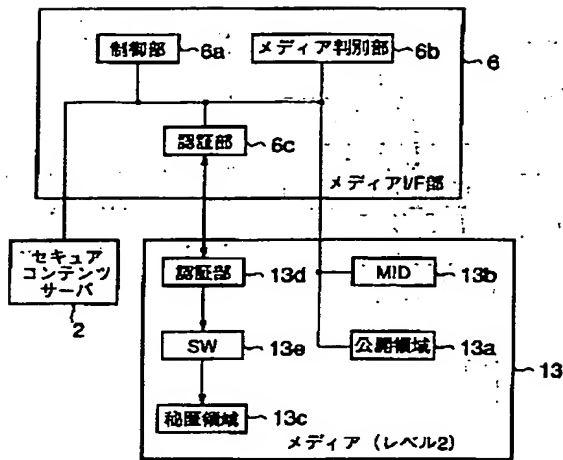 制御部 6a メディア判別部 6b 6
認証部 6c
メディアI/F部
セキュア
コンテンツ
サーバ
2
認証部 13d MID 13b
SW 13e 公開領域 13a 13
秘匿領域 13c
メディア (レベル2)